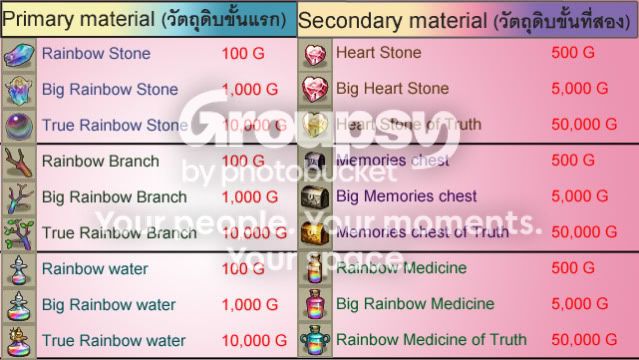 Primary material (วัตถุดิบขั้นแรก) Secondary material (วัตถุดิบขั้นที่สอง)
Rainbow Stone 100 G Heart Stone 500 G
Big Rainbow Stone 1,000 G Big Heart Stone 5,000 G
True Rainbow Stone 10,000 G Heart Stone of Truth 50,000 G
Rainbow Branch 100 G Memories chest 500 G
Big Rainbow Branch 1,000 G Big Memories chest 5,000 G
True Rainbow Branch 10,000 G Memories chest of Truth 50,000 G
Rainbow water 100 G Rainbow Medicine 500 G
Big Rainbow water 1,000 G Big Rainbow Medicine 5,000 G
True Rainbow water 10,000 G Rainbow Medicine of Truth 50,000 G
Groupsy
by photobucket
Your people. Your moments.
Your space.